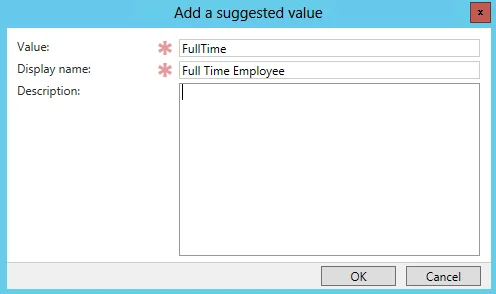 Add a suggested value
x
Value: * FullTime
Display name: * Full Time Employee
Description:
OK Cancel